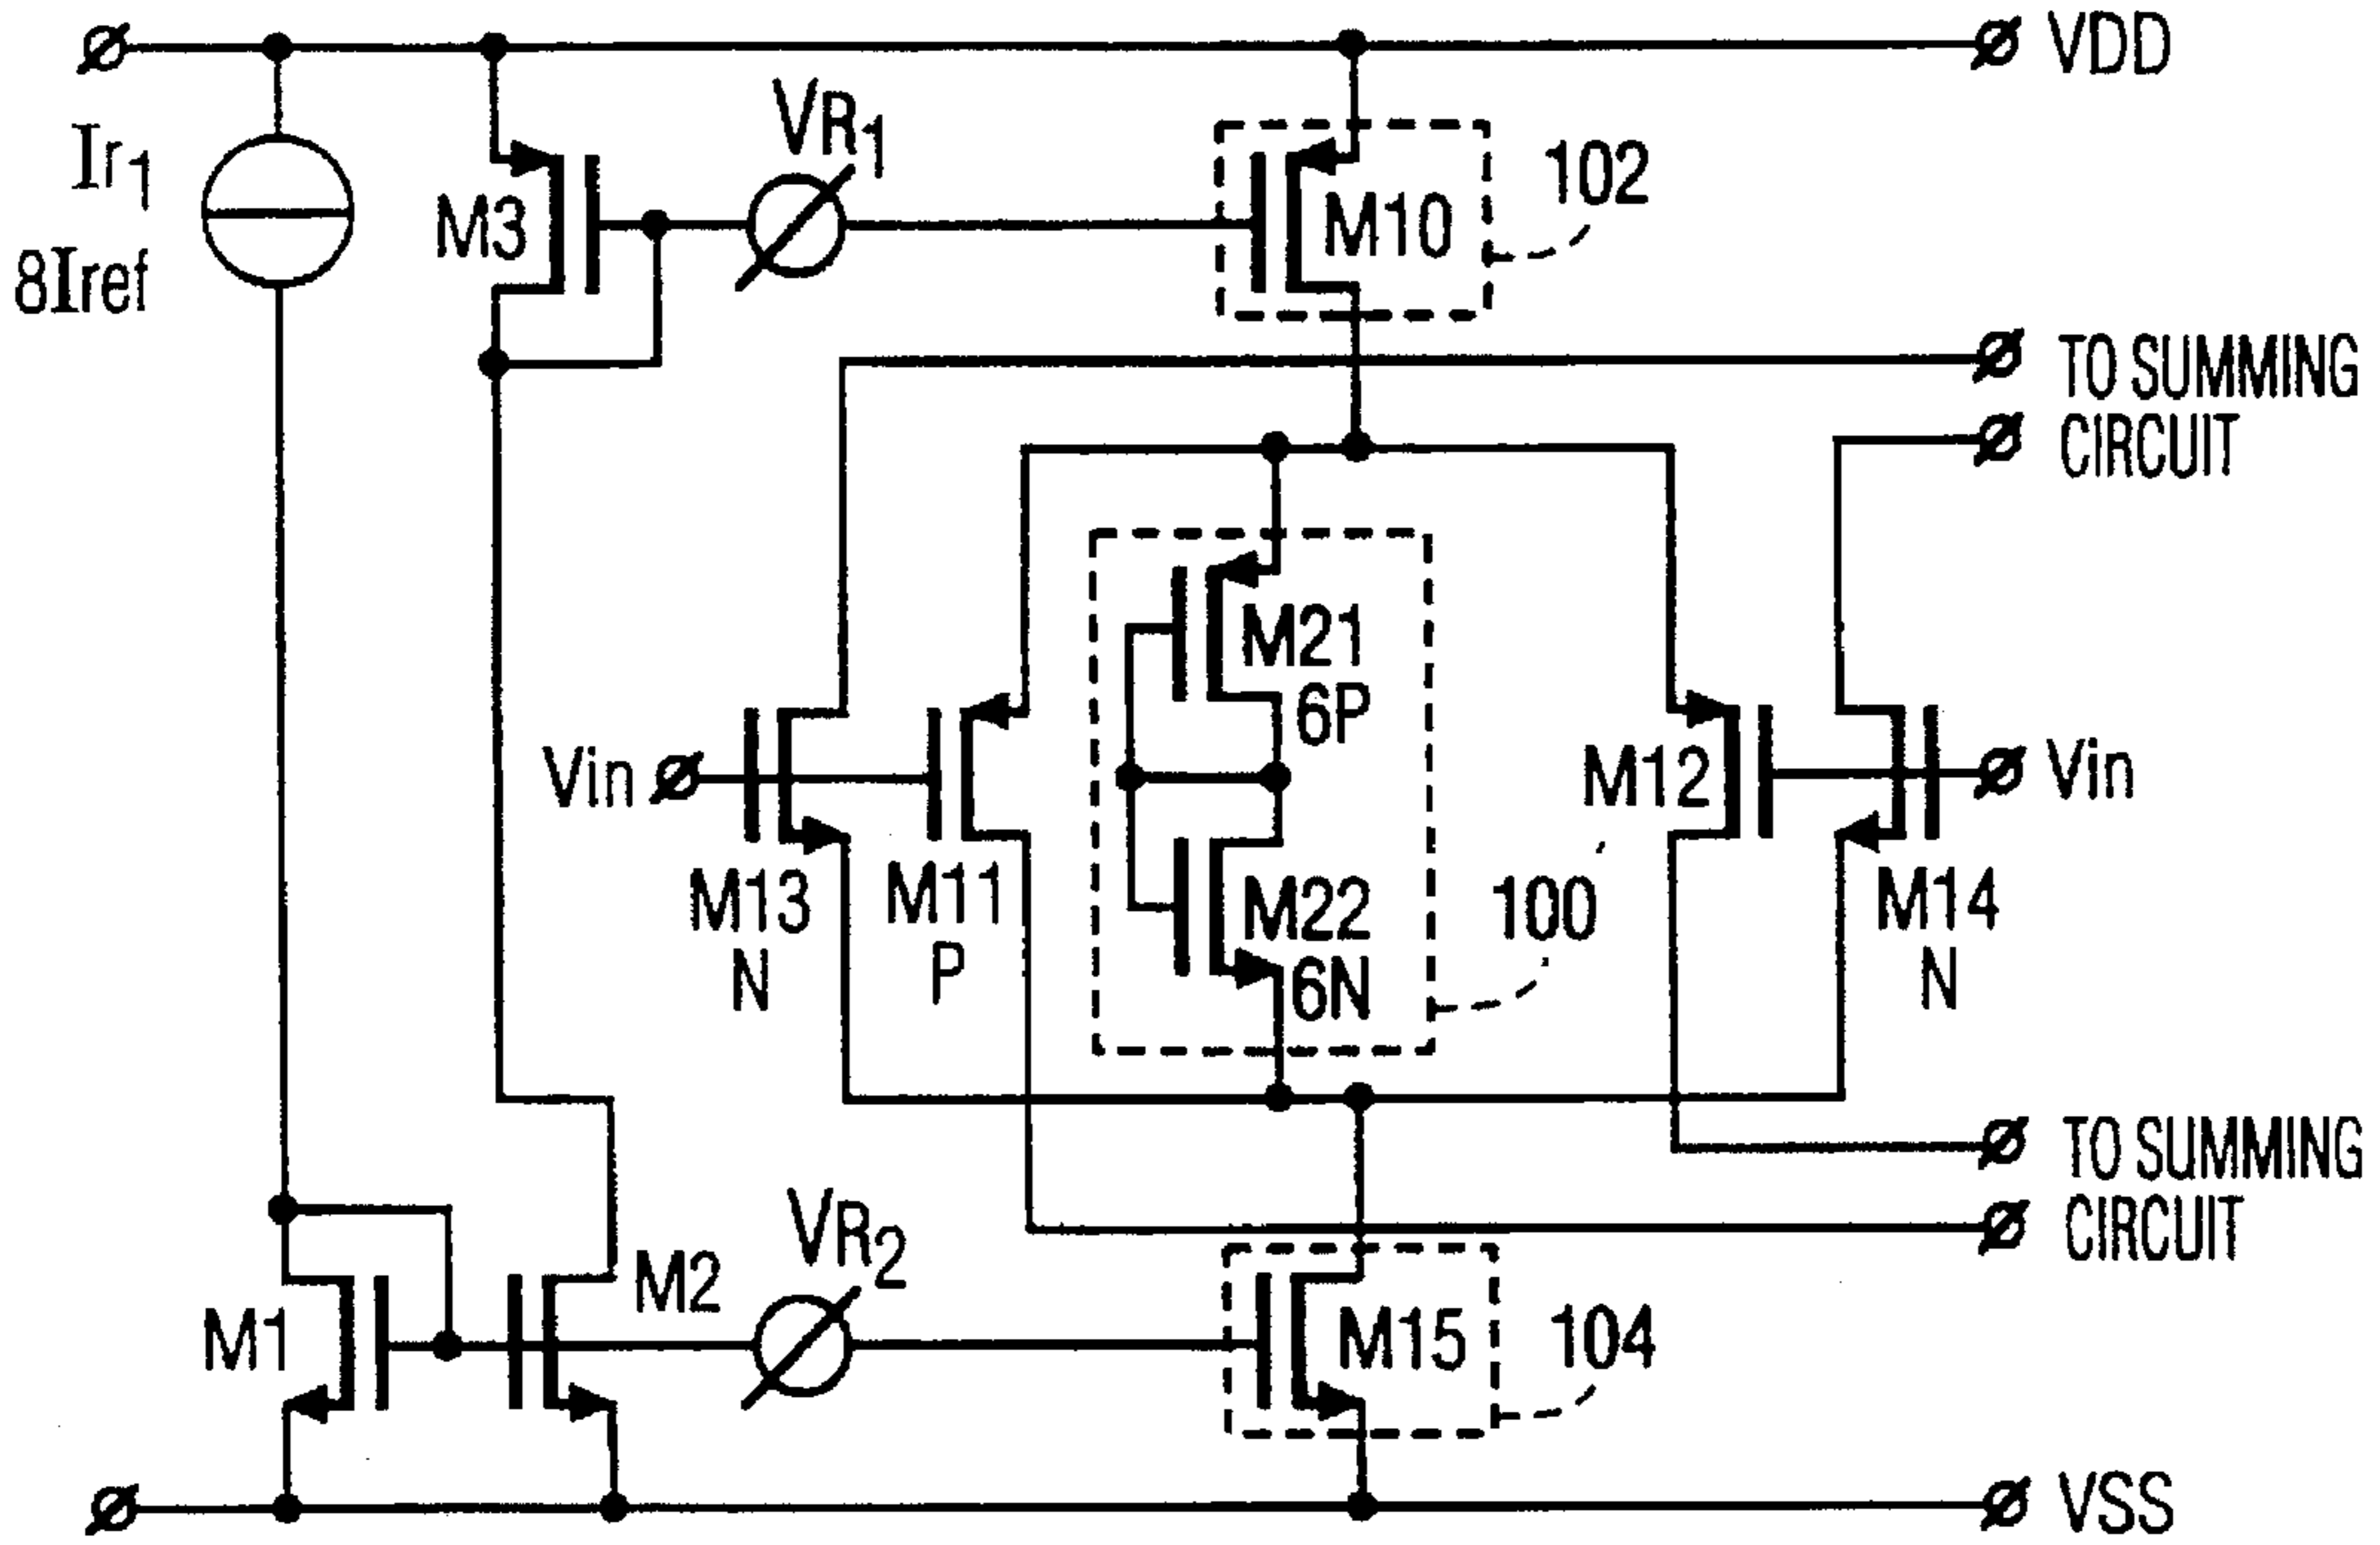 VDD
Ir1
8Iref
M3
VR1
M10
102
TO SUMMING
CIRCUIT
M21
6P
Vin
M13
N
M11
P
M22
6N
100
M12
Vin
M14
N
TO SUMMING
CIRCUIT
M1
M2
VR2
M15
104
VSS